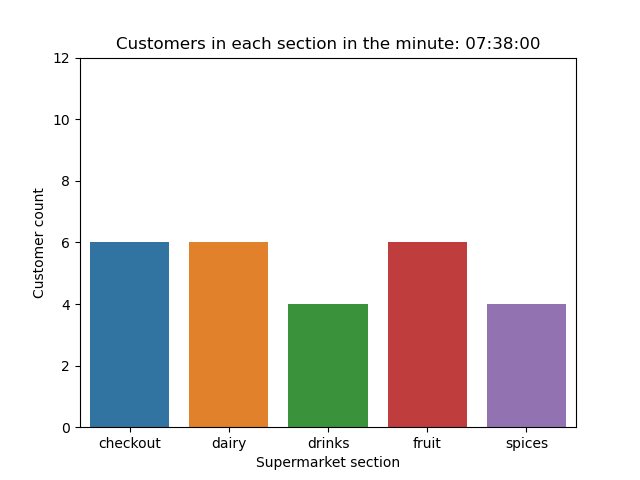 Customers in each section in the minute: 07:38:00
12
10
8
6
4
2
0
Customer count
checkout dairy drinks fruit spices
Supermarket section